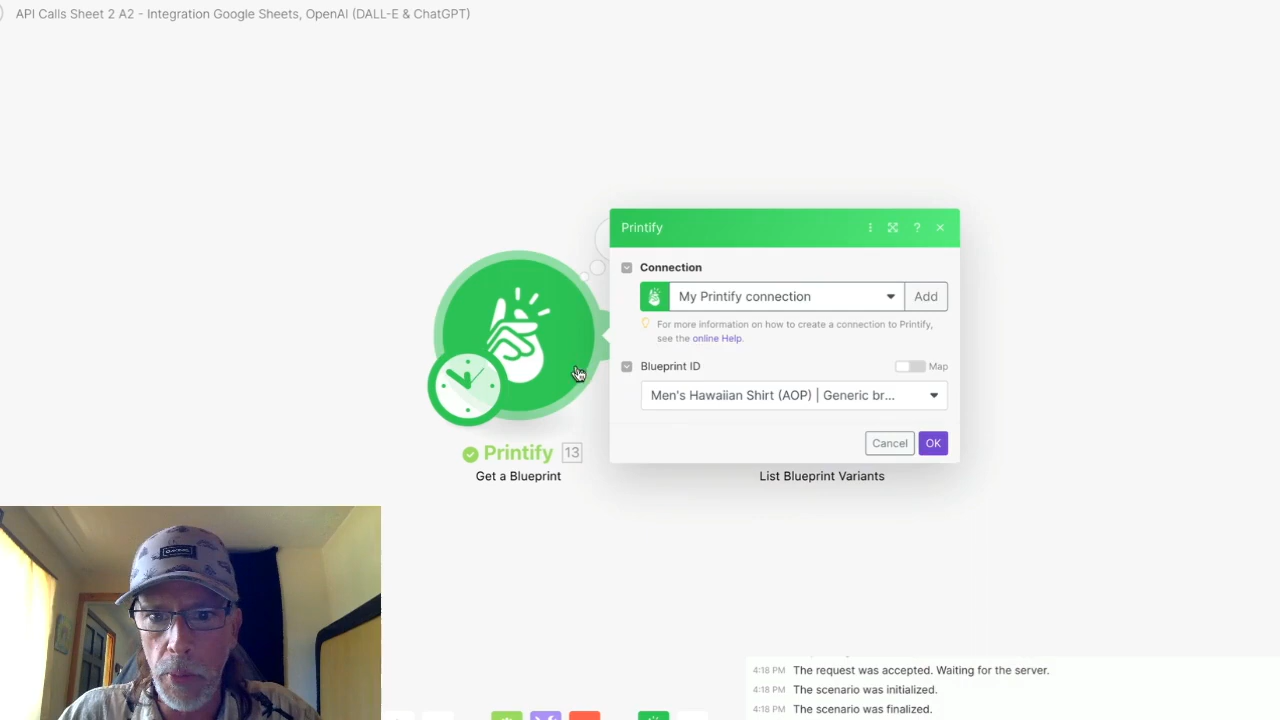 API Calls Sheet 2 A2 - Integration Google Sheets, OpenAI (DALL-E & ChatGPT)
Printify
Connection
My Printify connection
Add
For more information on how to create a connection to Printify,
see the online Help.
Blueprint ID
Map
Men's Hawaiian Shirt (AOP) | Generic br...
Cancel
OK
Printify 13
Get a Blueprint
List Blueprint Variants
4:18 PM The request was accepted. Waiting for the server.
4:18 PM The scenario was initialized.
4:18 PM The scenario was finalized.